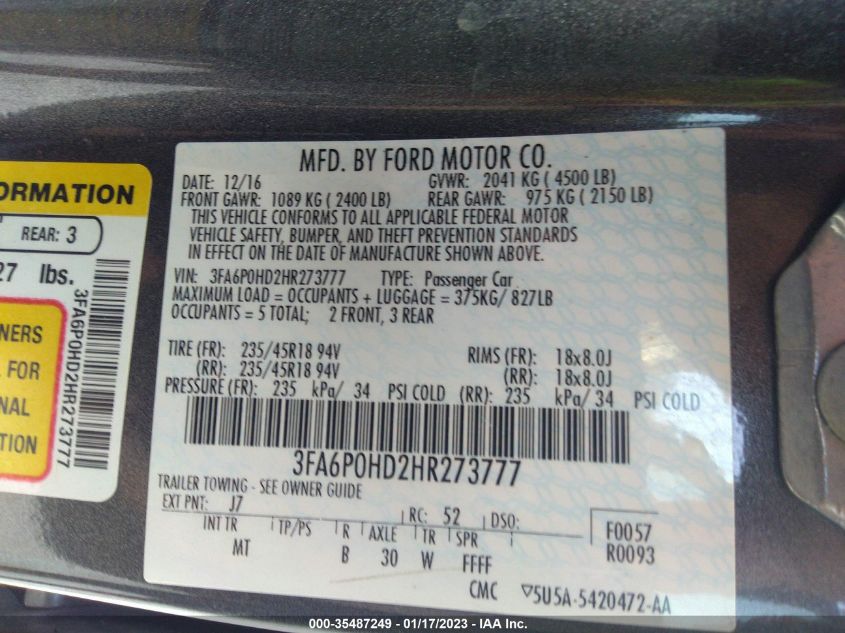 ORMATION
REAR: 3
27 lbs.
3FA6P0HD2HR273777
NERS
FOR
NAL
TION
MFD. BY FORD MOTOR CO.
DATE: 12/16 GVWR: 2041 KG ( 4500 LB)
FRONT GAWR: 1089 KG ( 2400 LB) REAR GAWR: 975 KG ( 2150 LB)
THIS VEHICLE CONFORMS TO ALL APPLICABLE FEDERAL MOTOR
VEHICLE SAFETY, BUMPER, AND THEFT PREVENTION STANDARDS
IN EFFECT ON THE DATE OF MANUFACTURE SHOWN ABOVE.
VIN: 3FA6P0HD2HR273777 TYPE: Passenger Car
MAXIMUM LOAD = OCCUPANTS + LUGGAGE = 375KG/ 827LB
OCCUPANTS = 5 TOTAL; 2 FRONT, 3 REAR
TIRE (FR): 235/45R18 94V RIMS (FR): 18x8.0J
(RR): 235/45R18 94V (RR): 18x8.0J
PRESSURE (FR): 235 kPa/ 34 PSI COLD (RR): 235 kPa/ 34 PSI COLD
3FA6P0HD2HR273777
TRAILER TOWING - SEE OWNER GUIDE
EXT PNT: J7 RC: 52 DSO:
INT TR TP/PS R AXLE TR SPR F0057
MT B 30 W FFFF R0093
CMC ▽5U5A-5420472-AA
000-35487249 - 01/17/2023 - IAA Inc.